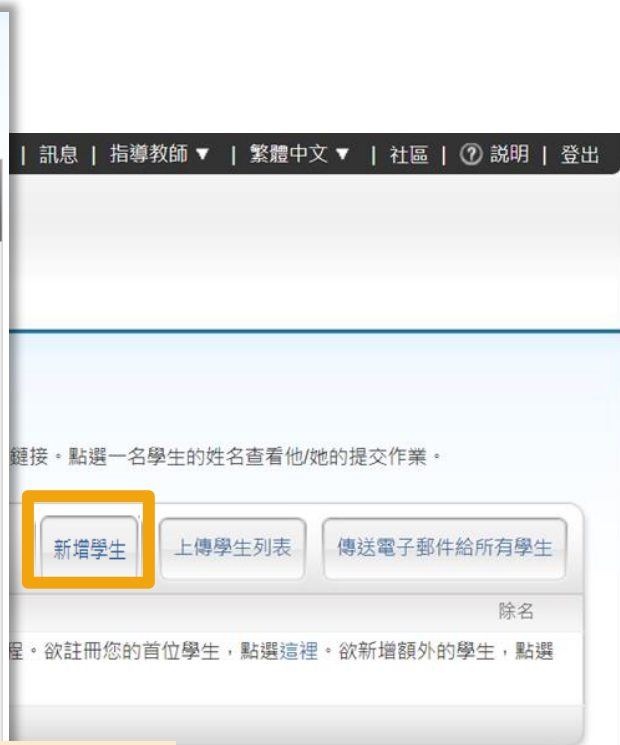 | 訊息 | 指導教師 ▼ | 繁體中文 ▼ | 社區 | ? 説明 | 登出
鏈接。點選一名學生的姓名查看他/她的提交作業。
新增學生 上傳學生列表 傳送電子郵件給所有學生
除名
程。欲註冊您的首位學生，點選這裡。欲新增額外的學生，點選